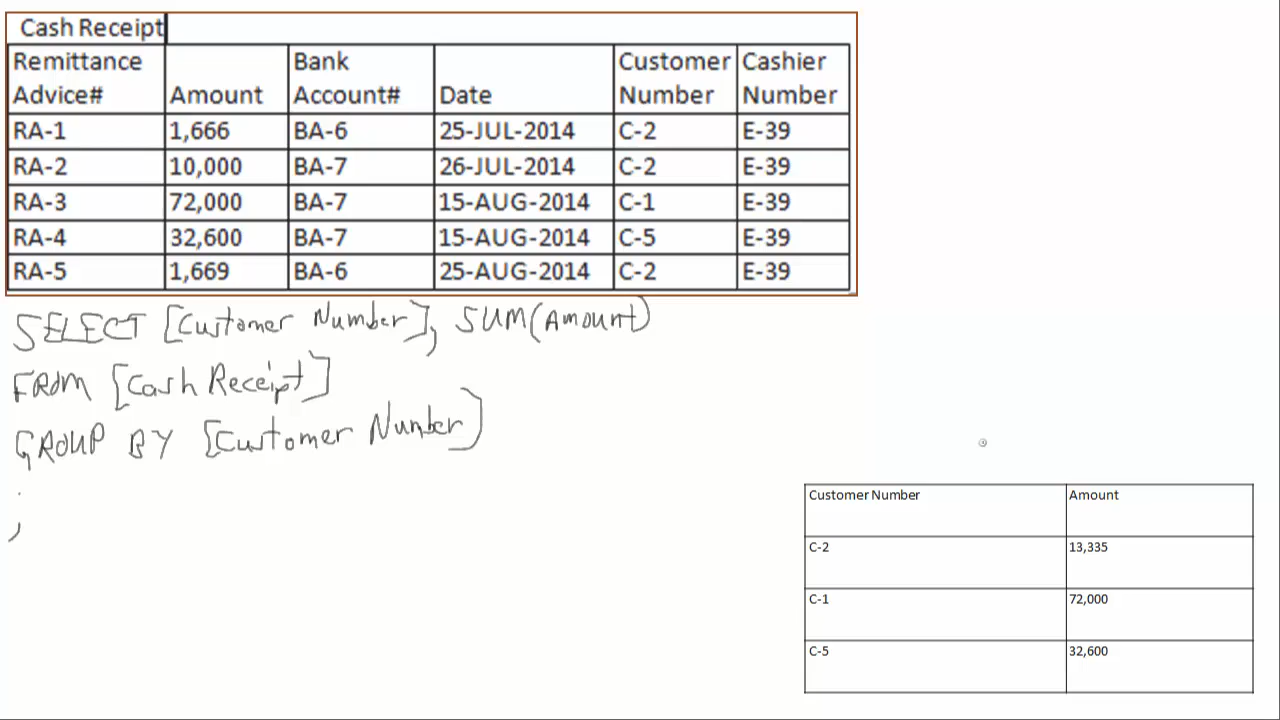 Cash Receipt
Remittance Advice# Amount Bank Account# Date Customer Number Cashier Number
RA-1 1,666 BA-6 25-JUL-2014 C-2 E-39
RA-2 10,000 BA-7 26-JUL-2014 C-2 E-39
RA-3 72,000 BA-7 15-AUG-2014 C-1 E-39
RA-4 32,600 BA-7 15-AUG-2014 C-5 E-39
RA-5 1,669 BA-6 25-AUG-2014 C-2 E-39
SELECT [Customer Number], SUM(Amount)
FROM [Cash Receipt]
GROUP BY [Customer Number]
;
Customer Number Amount
C-2 13,335
C-1 72,000
C-5 32,600